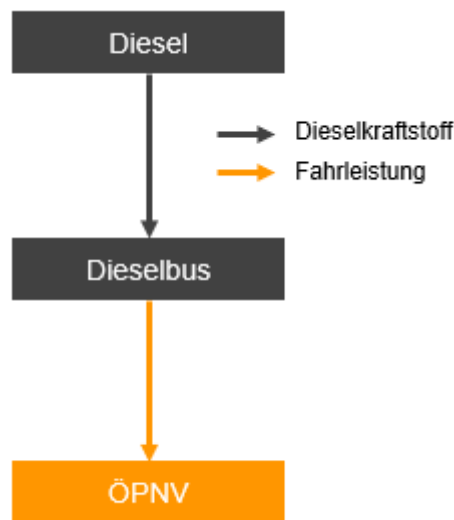 Diesel
Dieselkraftstoff
Fahrleistung
Dieselbus
ÖPNV